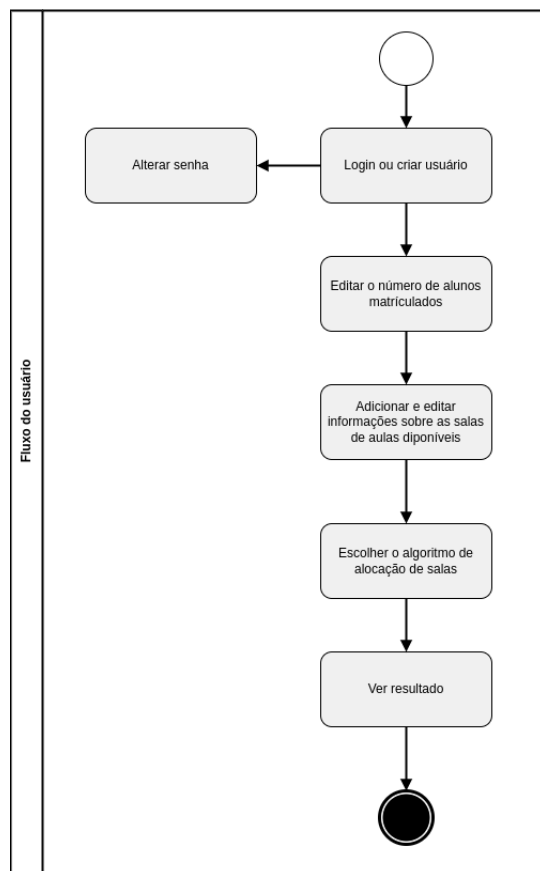 Fluxo do usuário
Alterar senha
Login ou criar usuário
Editar o número de alunos
matrículados
Adicionar e editar
informações sobre as salas
de aulas diponíveis
Escolher o algoritmo de
alocação de salas
Ver resultado